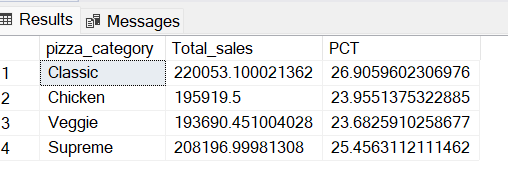 Results Messages
pizza_category Total_sales PCT
1 Classic 220053.100021362 26.9059602306976
2 Chicken 195919.5 23.9551375322885
3 Veggie 193690.451004028 23.6825910258677
4 Supreme 208196.99981308 25.4563112111462